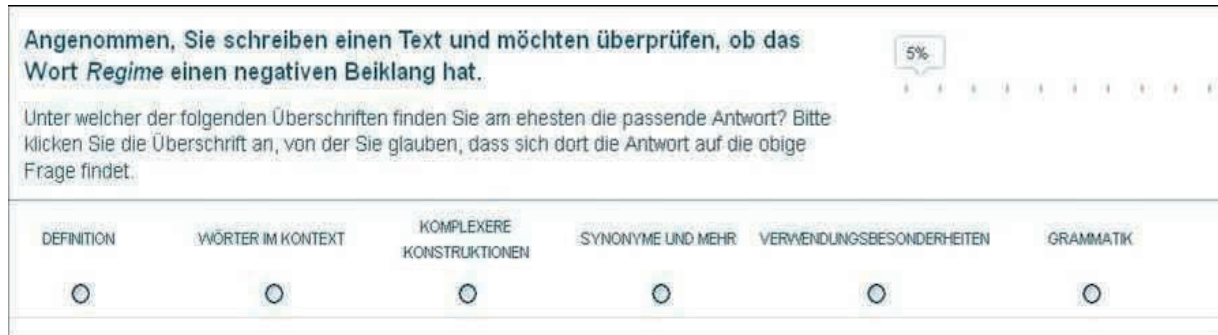 Angenommen, Sie schreiben einen Text und möchten überprüfen, ob das
Wort Regime einen negativen Beiklang hat.
5%
Unter welcher der folgenden Überschriften finden Sie am ehesten die passende Antwort? Bitte
klicken Sie die Überschrift an, von der Sie glauben, dass sich dort die Antwort auf die obige
Frage findet.
DEFINITION
WÖRTER IM KONTEXT
KOMPLEXERE
KONSTRUKTIONEN
SYNONYME UND MEHR
VERWENDUNGSBESONDERHEITEN
GRAMMATIK